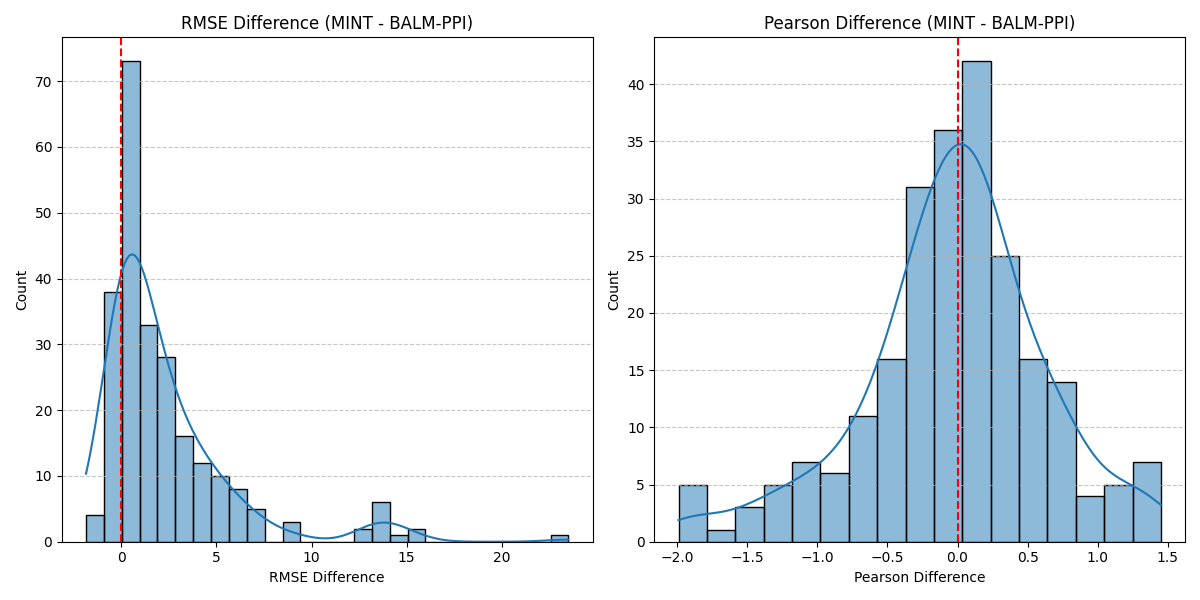 RMSE Difference (MINT - BALM-PPI)
Count
70
60
50
40
30
20
10
0
0 5 10 15 20
RMSE Difference
Pearson Difference (MINT - BALM-PPI)
Count
40
35
30
25
20
15
10
5
0
−2.0 −1.5 −1.0 −0.5 0.0 0.5 1.0 1.5
Pearson Difference